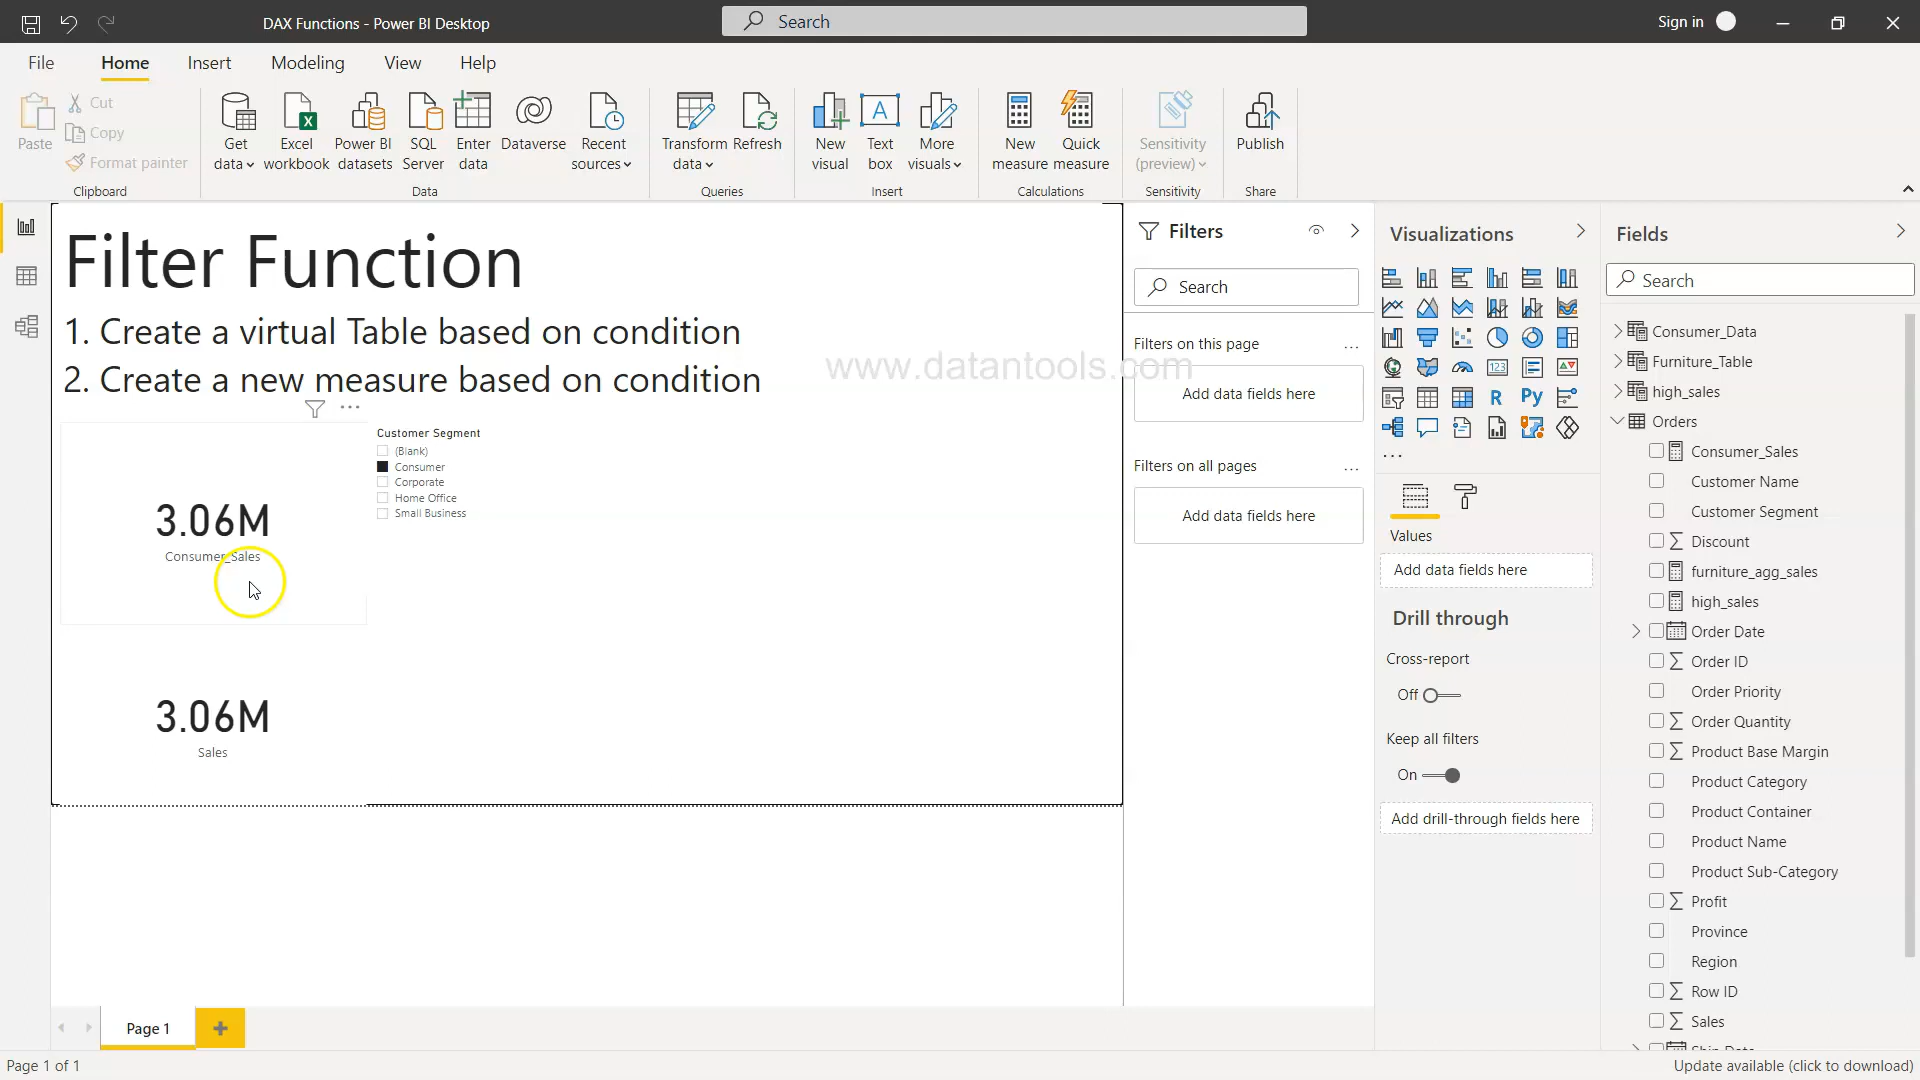 DAX Functions - Power BI Desktop
Search
Sign in
File
Home
Insert
Modeling
View
Help
Paste
Cut
Copy
Format painter
Clipboard
Get data
Excel workbook
Power BI datasets
SQL Server
Enter data
Dataverse
Recent sources
Data
Transform data
Refresh
Queries
New visual
Text box
More visuals
Insert
New measure
Quick measure
Calculations
Sensitivity (preview)
Sensitivity
Publish
Share
Filter Function
1. Create a virtual Table based on condition
2. Create a new measure based on condition
www.datantools.com
3.06M
Consumer_Sales
Customer Segment
(Blank)
Consumer
Corporate
Home Office
Small Business
3.06M
Sales
Filters
Search
Filters on this page
Add data fields here
Filters on all pages
Add data fields here
Visualizations
Values
Add data fields here
Drill through
Cross-report
Off
Keep all filters
On
Add drill-through fields here
Fields
Search
Consumer_Data
Furniture_Table
high_sales
Orders
Consumer_Sales
Customer Name
Customer Segment
Discount
furniture_agg_sales
high_sales
Order Date
Order ID
Order Priority
Order Quantity
Product Base Margin
Product Category
Product Container
Product Name
Product Sub-Category
Profit
Province
Region
Row ID
Sales
Page 1
Page 1 of 1
Update available (click to download)